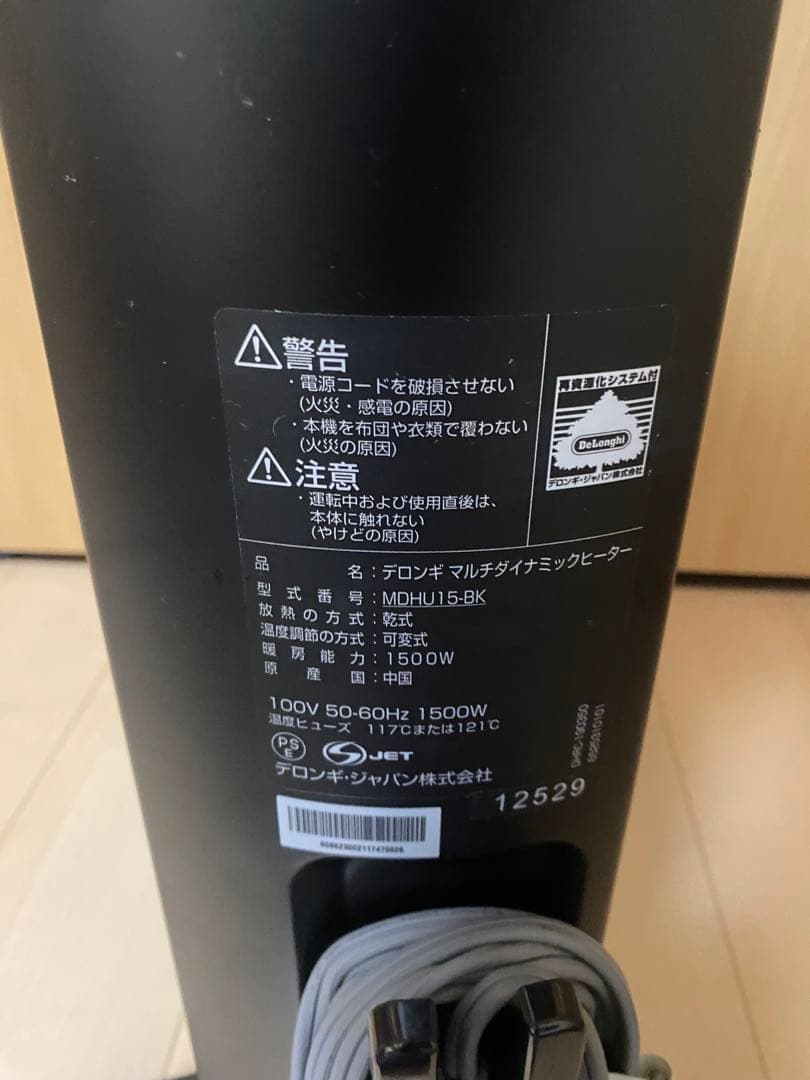 警告
・電源コードを破損させない
(火災・感電の原因)
・本機を布団や衣類で覆わない
(火災の原因)
注意
・運転中および使用直後は、
本体に触れない
(やけどの原因)
真資源化システム付
DeLonghi
デロンギ・ジャパン株式会社
品名：デロンギ マルチダイナミックヒーター
型式番号：MDHU15-BK
放熱の方式：乾式
温度調節の方式：可変式
暖房能力：1500W
原産国：中国
100V 50-60Hz 1500W
温度ヒューズ 117℃または121℃
PSE
JET
デロンギ・ジャパン株式会社
12529